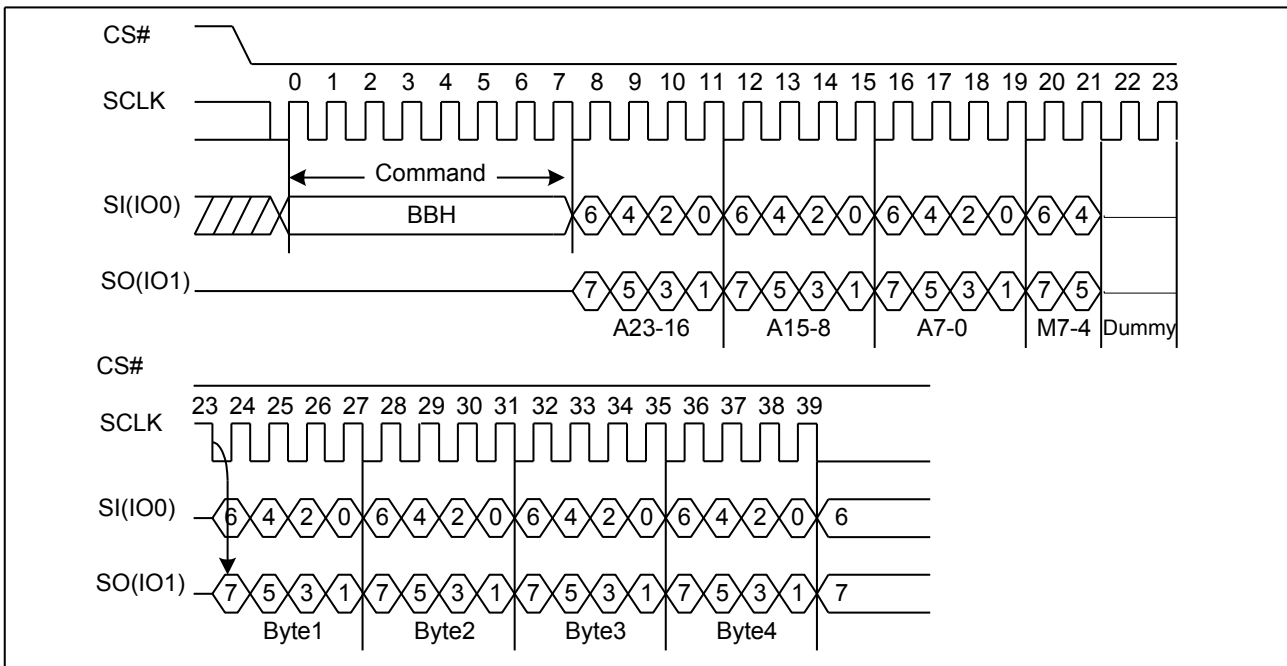 CS#
0 1 2 3 4 5 6 7 8 9 10 11 12 13 14 15 16 17 18 19 20 21 22 23
SCLK
Command
SI(IO0) BBH 6 4 2 0 6 4 2 0 6 4 2 0 6 4
SO(IO1) 7 5 3 1 7 5 3 1 7 5 3 1 7 5
A23-16 A15-8 A7-0 M7-4 Dummy
CS#
23 24 25 26 27 28 29 30 31 32 33 34 35 36 37 38 39
SCLK
SI(IO0) 6 4 2 0 6 4 2 0 6 4 2 0 6 4 2 0 6
SO(IO1) 7 5 3 1 7 5 3 1 7 5 3 1 7 5 3 1 7
Byte1 Byte2 Byte3 Byte4